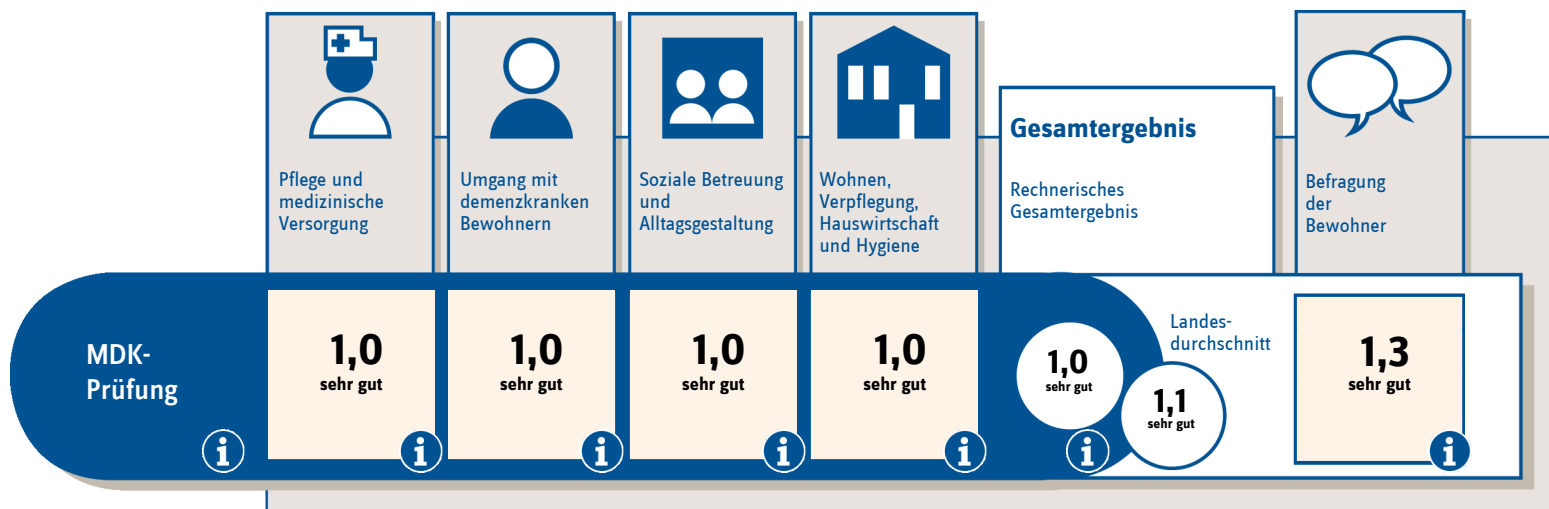 Pflege und
medizinische
Versorgung
Umgang mit
demenzkranken
Bewohnern
Soziale Betreuung
und
Alltagsgestaltung
Wohnen,
Verpflegung,
Hauswirtschaft
und Hygiene
Gesamtergebnis
Rechnerisches
Gesamtergebnis
Befragung
der
Bewohner
MDK-
Prüfung
i
1,0
sehr gut
i
1,0
sehr gut
i
1,0
sehr gut
i
1,0
sehr gut
i
1,0
sehr gut
i
Landes-
durchschnitt
1,1
sehr gut
1,3
sehr gut
i